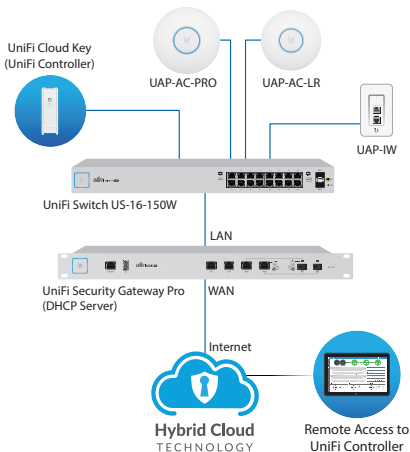 UniFi Cloud Key
(UniFi Controller)
UAP-AC-PRO
UAP-AC-LR
UAP-IW
UniFi Switch US-16-150W
LAN
UniFi Security Gateway Pro
(DHCP Server)
WAN
Internet
Hybrid Cloud
TECHNOLOGY
Remote Access to
UniFi Controller